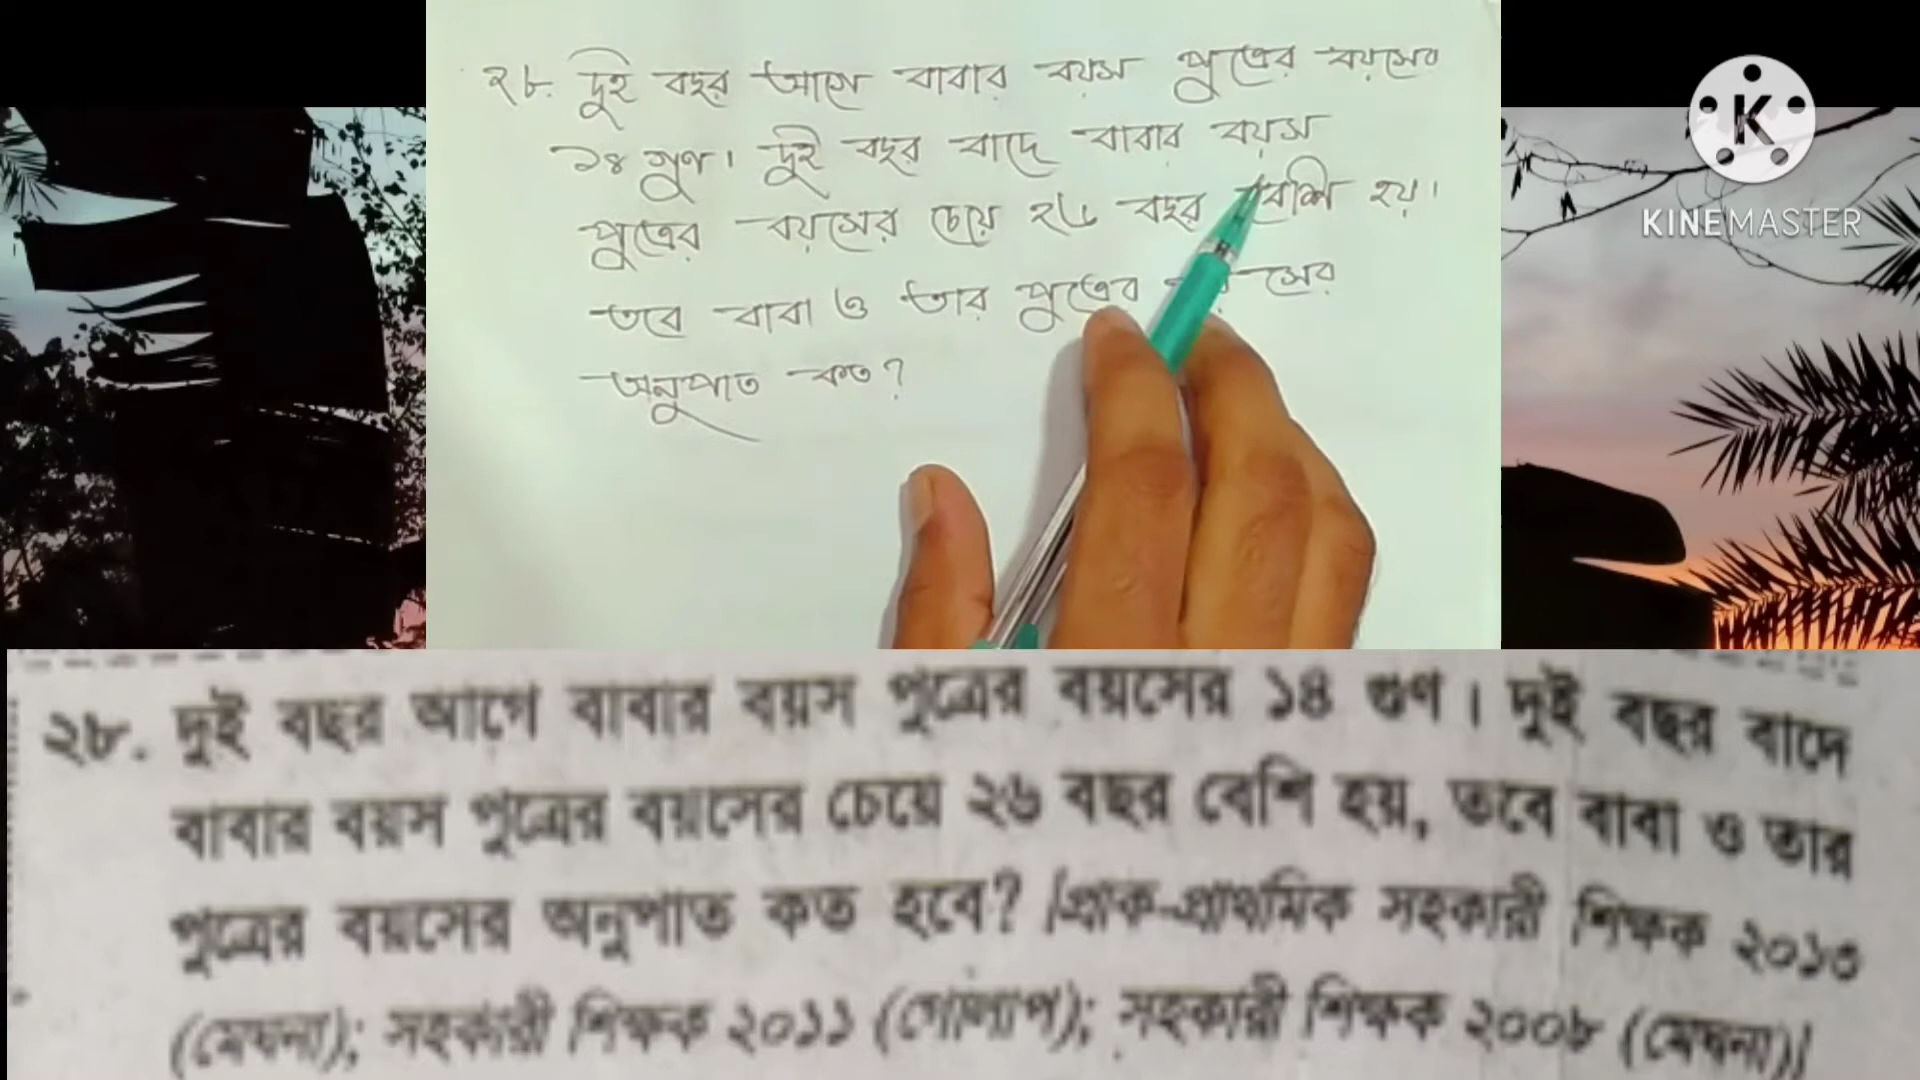 ২৮. দুই বছর আগে বাবার বয়স পুত্রের বয়সের
১৪ গুণ। দুই বছর বাদে বাবার বয়স
পুত্রের বয়সের চেয়ে ২৬ বছর বেশি হয়।
তবে বাবা ও তার পুত্রের সের
অনুপাত কত?
K
KINEMASTER
২৮. দুই বছর আগে বাবার বয়স পুত্রের বয়সের ১৪ গুণ। দুই বছর বাদে
বাবার বয়স পুত্রের বয়সের চেয়ে ২৬ বছর বেশি হয়, তবে বাবা ও তার
পুত্রের বয়সের অনুপাত কত হবে? [প্রাক-প্রাথমিক সহকারী শিক্ষক ২০১৩
(মেঘনা); সহকারী শিক্ষক ২০১১ (গোলাপ); সহকারী শিক্ষক ২০০৮ (মেঘনা)]